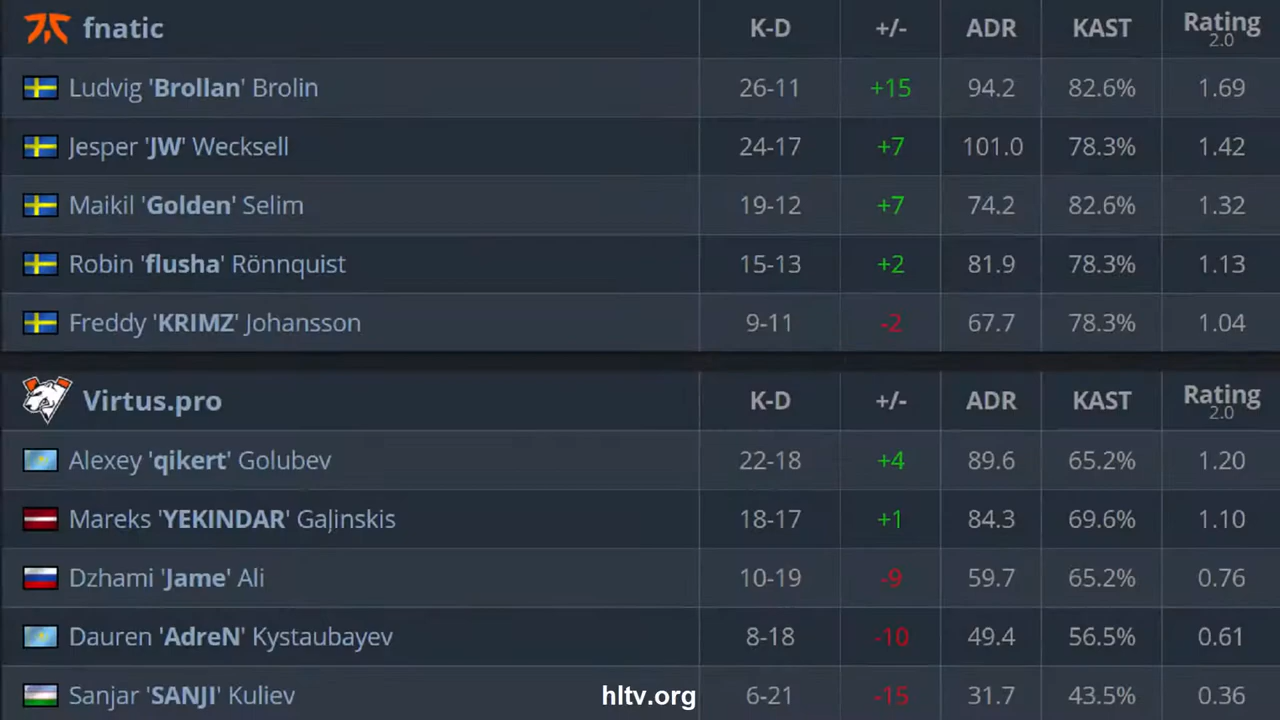 fnatic K-D +/- ADR KAST Rating 2.0
Ludvig 'Brollan' Brolin 26-11 +15 94.2 82.6% 1.69
Jesper 'JW' Wecksell 24-17 +7 101.0 78.3% 1.42
Maikil 'Golden' Selim 19-12 +7 74.2 82.6% 1.32
Robin 'flusha' Rönnquist 15-13 +2 81.9 78.3% 1.13
Freddy 'KRIMZ' Johansson 9-11 -2 67.7 78.3% 1.04
Virtus.pro K-D +/- ADR KAST Rating 2.0
Alexey 'qikert' Golubev 22-18 +4 89.6 65.2% 1.20
Mareks 'YEKINDAR' Gaļinskis 18-17 +1 84.3 69.6% 1.10
Dzhami 'Jame' Ali 10-19 -9 59.7 65.2% 0.76
Dauren 'AdreN' Kystaubayev 8-18 -10 49.4 56.5% 0.61
Sanjar 'SANJI' Kuliev 6-21 -15 31.7 43.5% 0.36
hltv.org